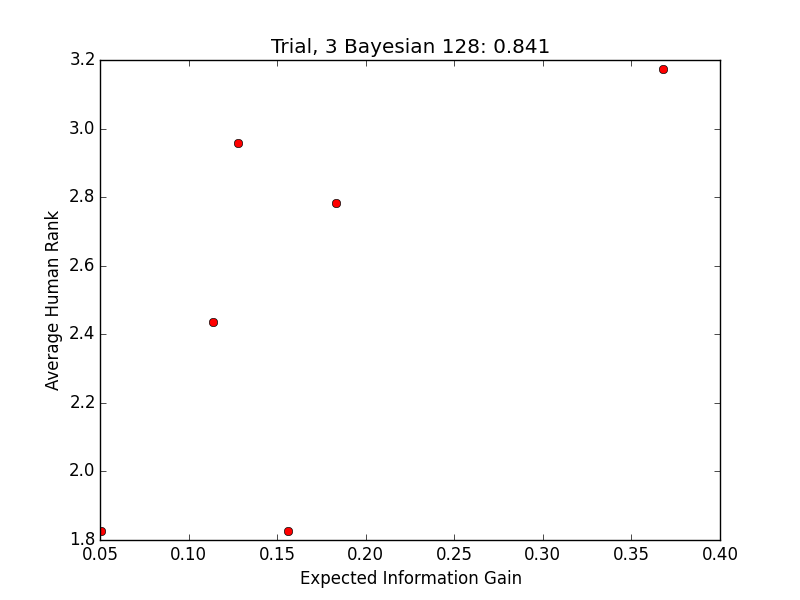 Trial, 3 Bayesian 128: 0.841
3.2
3.0
2.8
2.6
2.4
2.2
2.0
1.8
Average Human Rank
0.05 0.10 0.15 0.20 0.25 0.30 0.35 0.40
Expected Information Gain